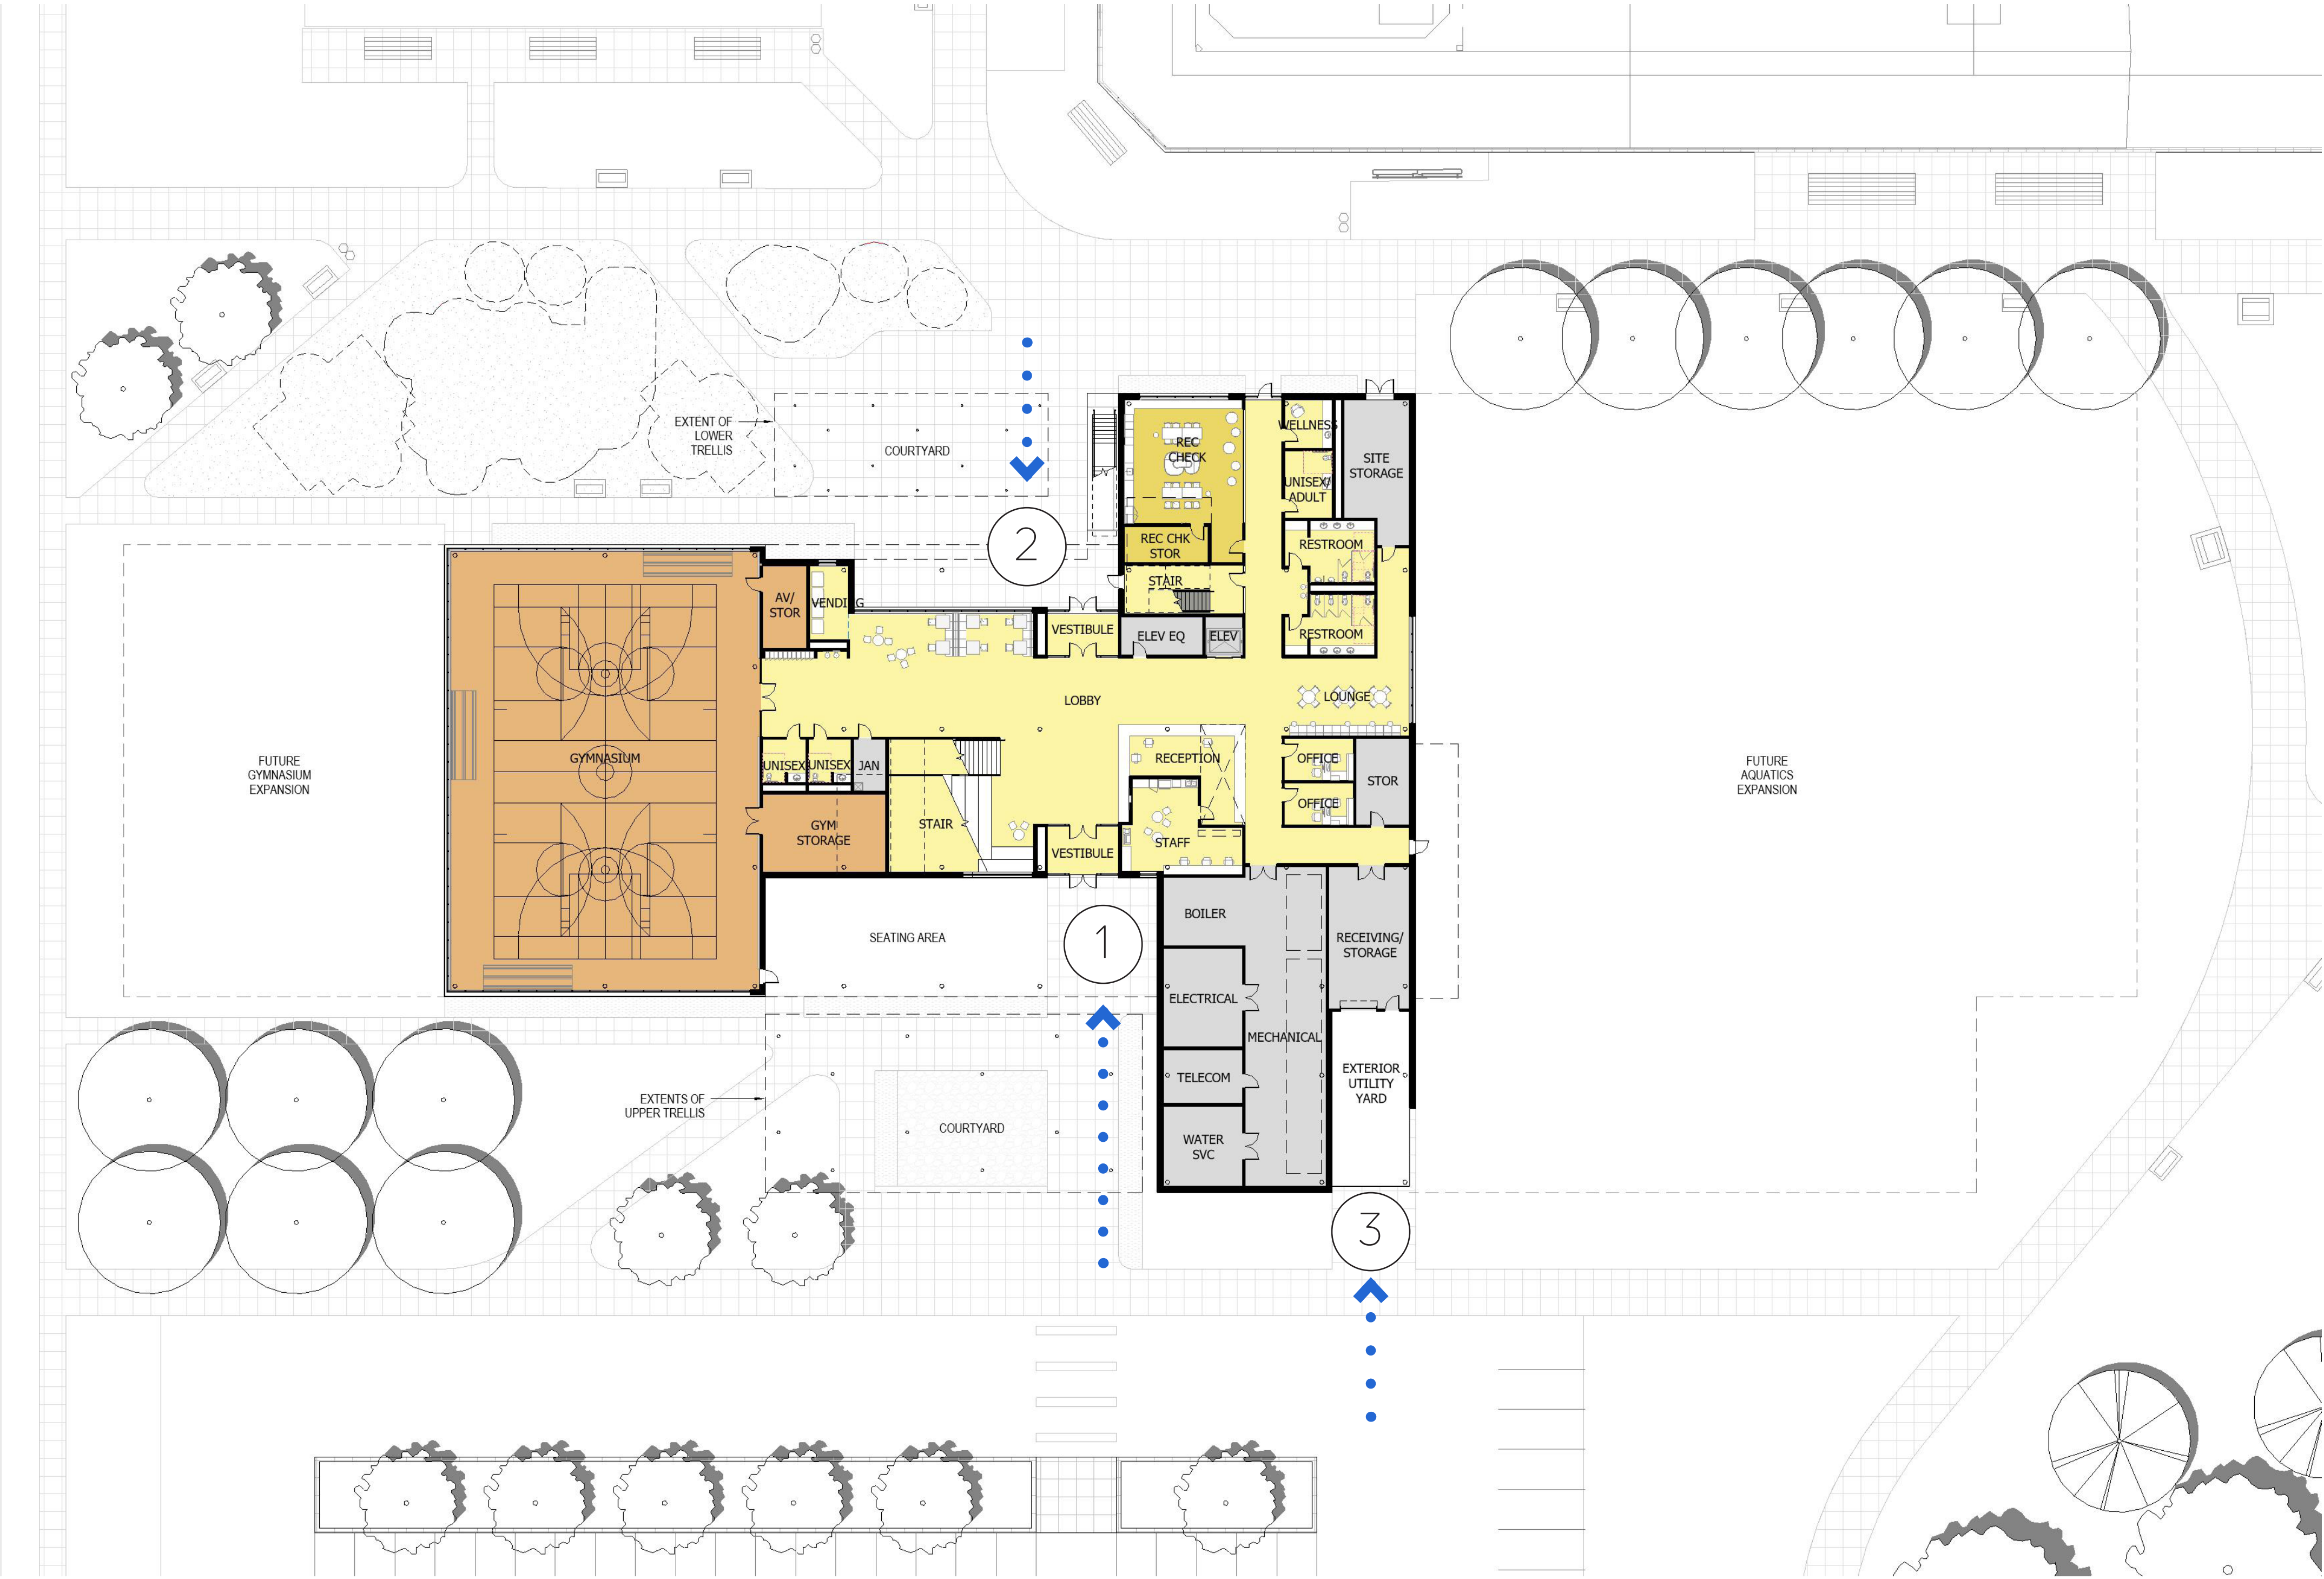 EXTENT OF
LOWER
TRELLIS
COURTYARD
REC
CHECK
WELLNESS
SITE
STORAGE
UNISEX/
ADULT
2
REC CHK
STOR
RESTROOM
STAIR
AV/
STOR
VENDING
VESTIBULE
ELEV EQ
ELEV
RESTROOM
LOBBY
LOUNGE
FUTURE
GYMNASIUM
EXPANSION
GYMNASIUM
UNISEX
UNISEX
JAN
RECEPTION
OFFICE
STOR
OFFICE
FUTURE
AQUATICS
EXPANSION
GYM
STORAGE
STAIR
VESTIBULE
STAFF
SEATING AREA
1
BOILER
RECEIVING/
STORAGE
ELECTRICAL
MECHANICAL
TELECOM
EXTERIOR
UTILITY
YARD
EXTENTS OF
UPPER TRELLIS
COURTYARD
WATER
SVC
3